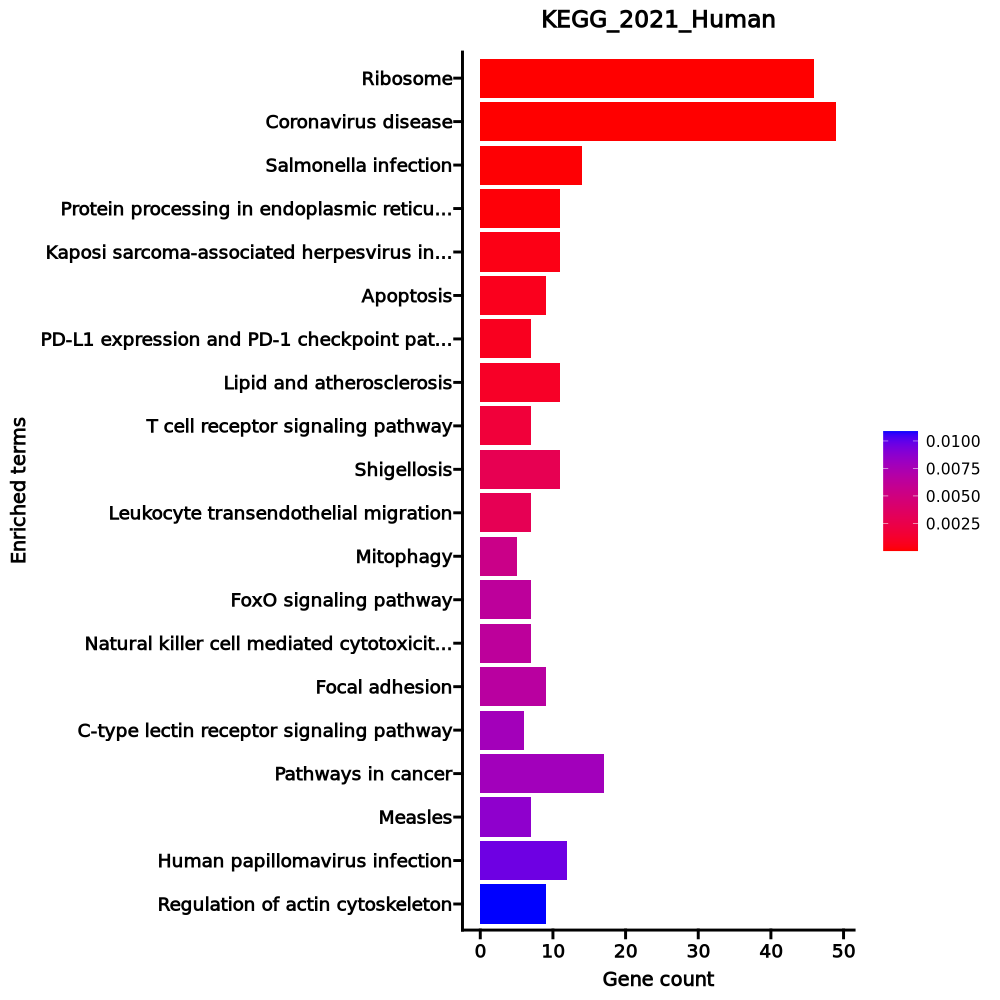 KEGG_2021_Human
Ribosome
Coronavirus disease
Salmonella infection
Protein processing in endoplasmic reticu...
Kaposi sarcoma-associated herpesvirus in...
Apoptosis
PD-L1 expression and PD-1 checkpoint pat...
Lipid and atherosclerosis
T cell receptor signaling pathway
Shigellosis
Leukocyte transendothelial migration
Mitophagy
FoxO signaling pathway
Natural killer cell mediated cytotoxicit...
Focal adhesion
C-type lectin receptor signaling pathway
Pathways in cancer
Measles
Human papillomavirus infection
Regulation of actin cytoskeleton
Enriched terms
0 10 20 30 40 50
Gene count
0.0100
0.0075
0.0050
0.0025